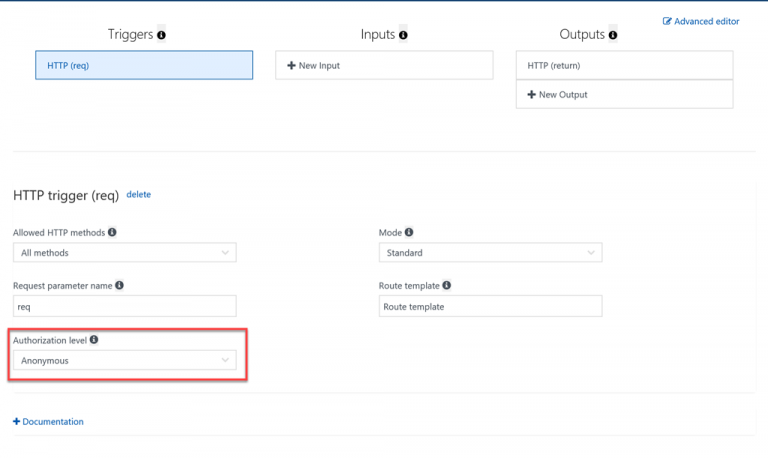 Advanced editor
Triggers
Inputs
Outputs
HTTP (req)
New Input
HTTP (return)
New Output
HTTP trigger (req) delete
Allowed HTTP methods
Mode
All methods
Standard
Request parameter name
Route template
req
Route template
Authorization level
Anonymous
Documentation